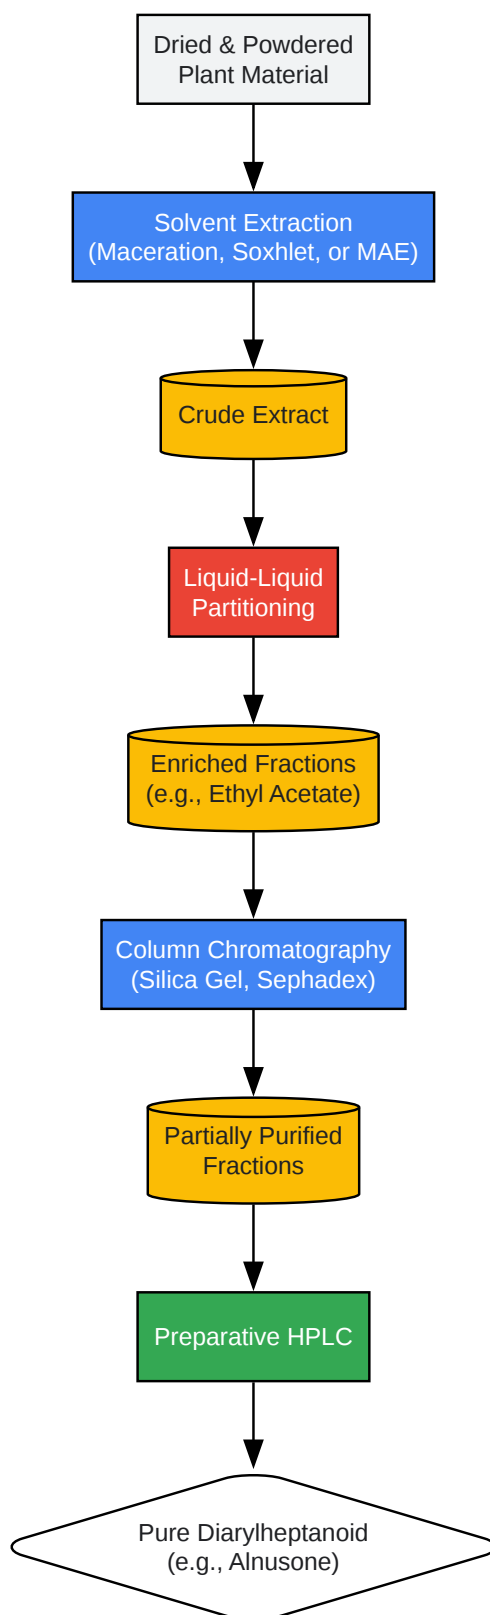 Dried & Powdered
Plant Material
Solvent Extraction
(Maceration, Soxhlet, or MAE)
Crude Extract
Liquid-Liquid
Partitioning
Enriched Fractions
(e.g., Ethyl Acetate)
Column Chromatography
(Silica Gel, Sephadex)
Partially Purified
Fractions
Preparative HPLC
Pure Diarylheptanoid
(e.g., Alnusone)